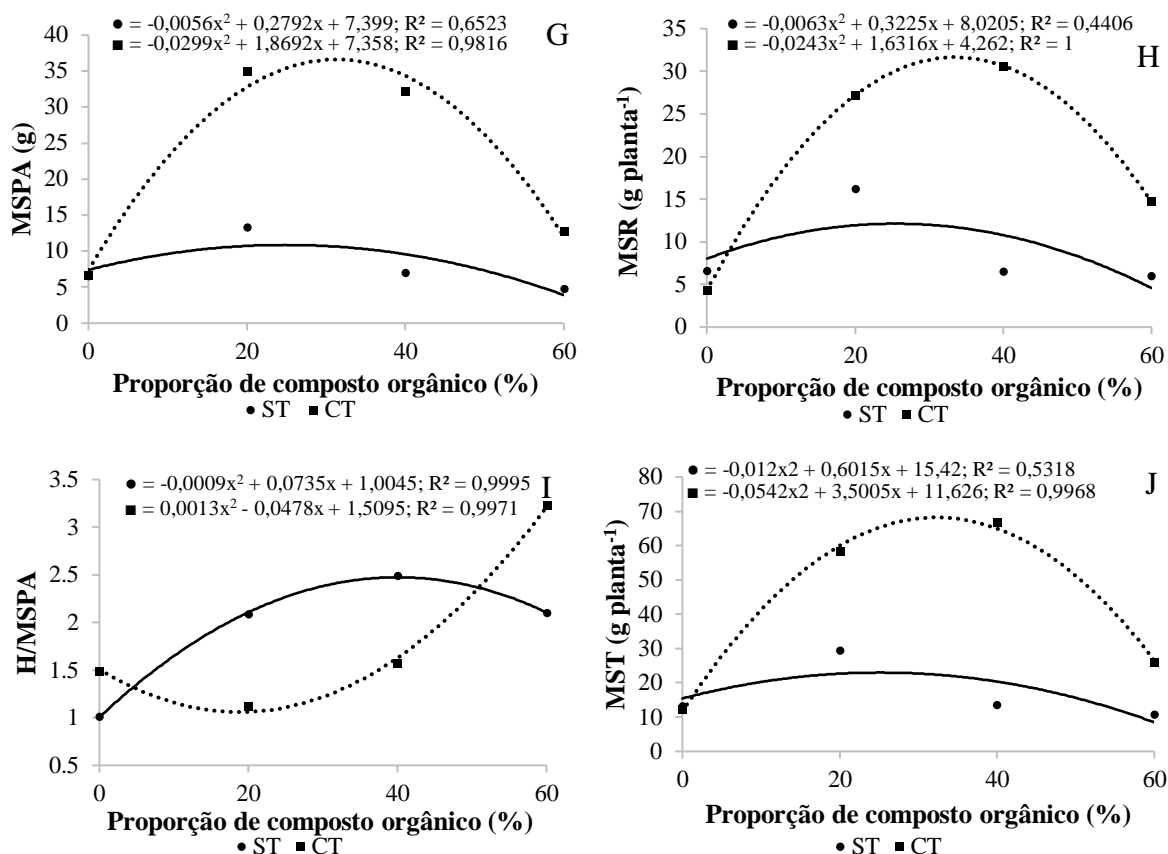 ● = -0,0056x² + 0,2792x + 7,399; R² = 0,6523
■ = -0,0299x² + 1,8692x + 7,358; R² = 0,9816
G
MSPA (g)
40
35
30
25
20
15
10
5
0
0 20 40 60
Proporção de composto orgânico (%)
● ST ■ CT
● = -0,0063x² + 0,3225x + 8,0205; R² = 0,4406
■ = -0,0243x² + 1,6316x + 4,262; R² = 1
H
MSR (g planta⁻¹)
35
30
25
20
15
10
5
0
0 20 40 60
Proporção de composto orgânico (%)
● ST ■ CT
● = -0,0009x² + 0,0735x + 1,0045; R² = 0,9995
■ = 0,0013x² - 0,0478x + 1,5095; R² = 0,9971
I
H/MSPA
3.5
3
2.5
2
1.5
1
0.5
0 20 40 60
Proporção de composto orgânico (%)
● ST ■ CT
● = -0,012x2 + 0,6015x + 15,42; R² = 0,5318
■ = -0,0542x2 + 3,5005x + 11,626; R² = 0,9968
J
MST (g planta⁻¹)
80
70
60
50
40
30
20
10
0
0 20 40 60
Proporção de composto orgânico (%)
● ST ■ CT